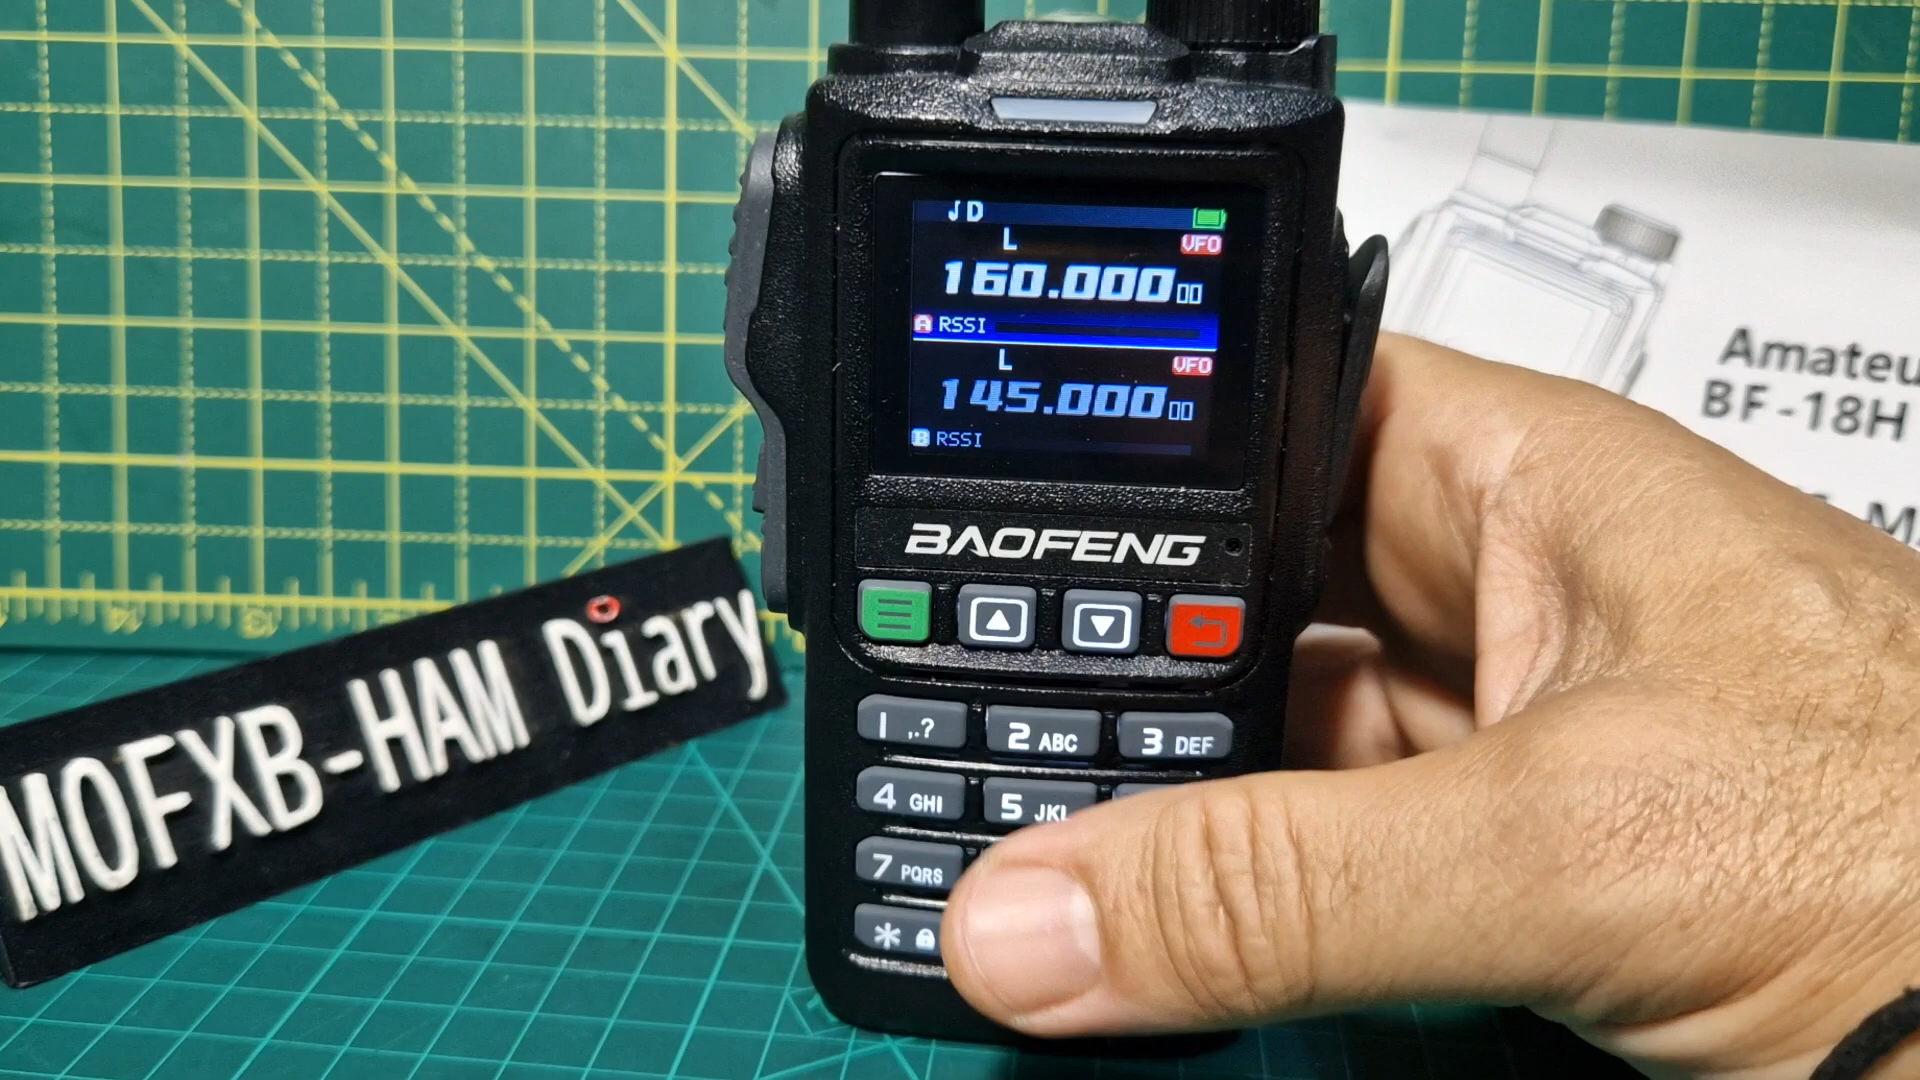 D
L
VFO
160.00000
A RSSI
L
VFO
145.00000
B RSSI
BAOFENG
1 ,.?
2 ABC
3 DEF
4 GHI
5 JKL
7 PQRS
*
M0FXB-HAM Diary
Amateu
BF-18H